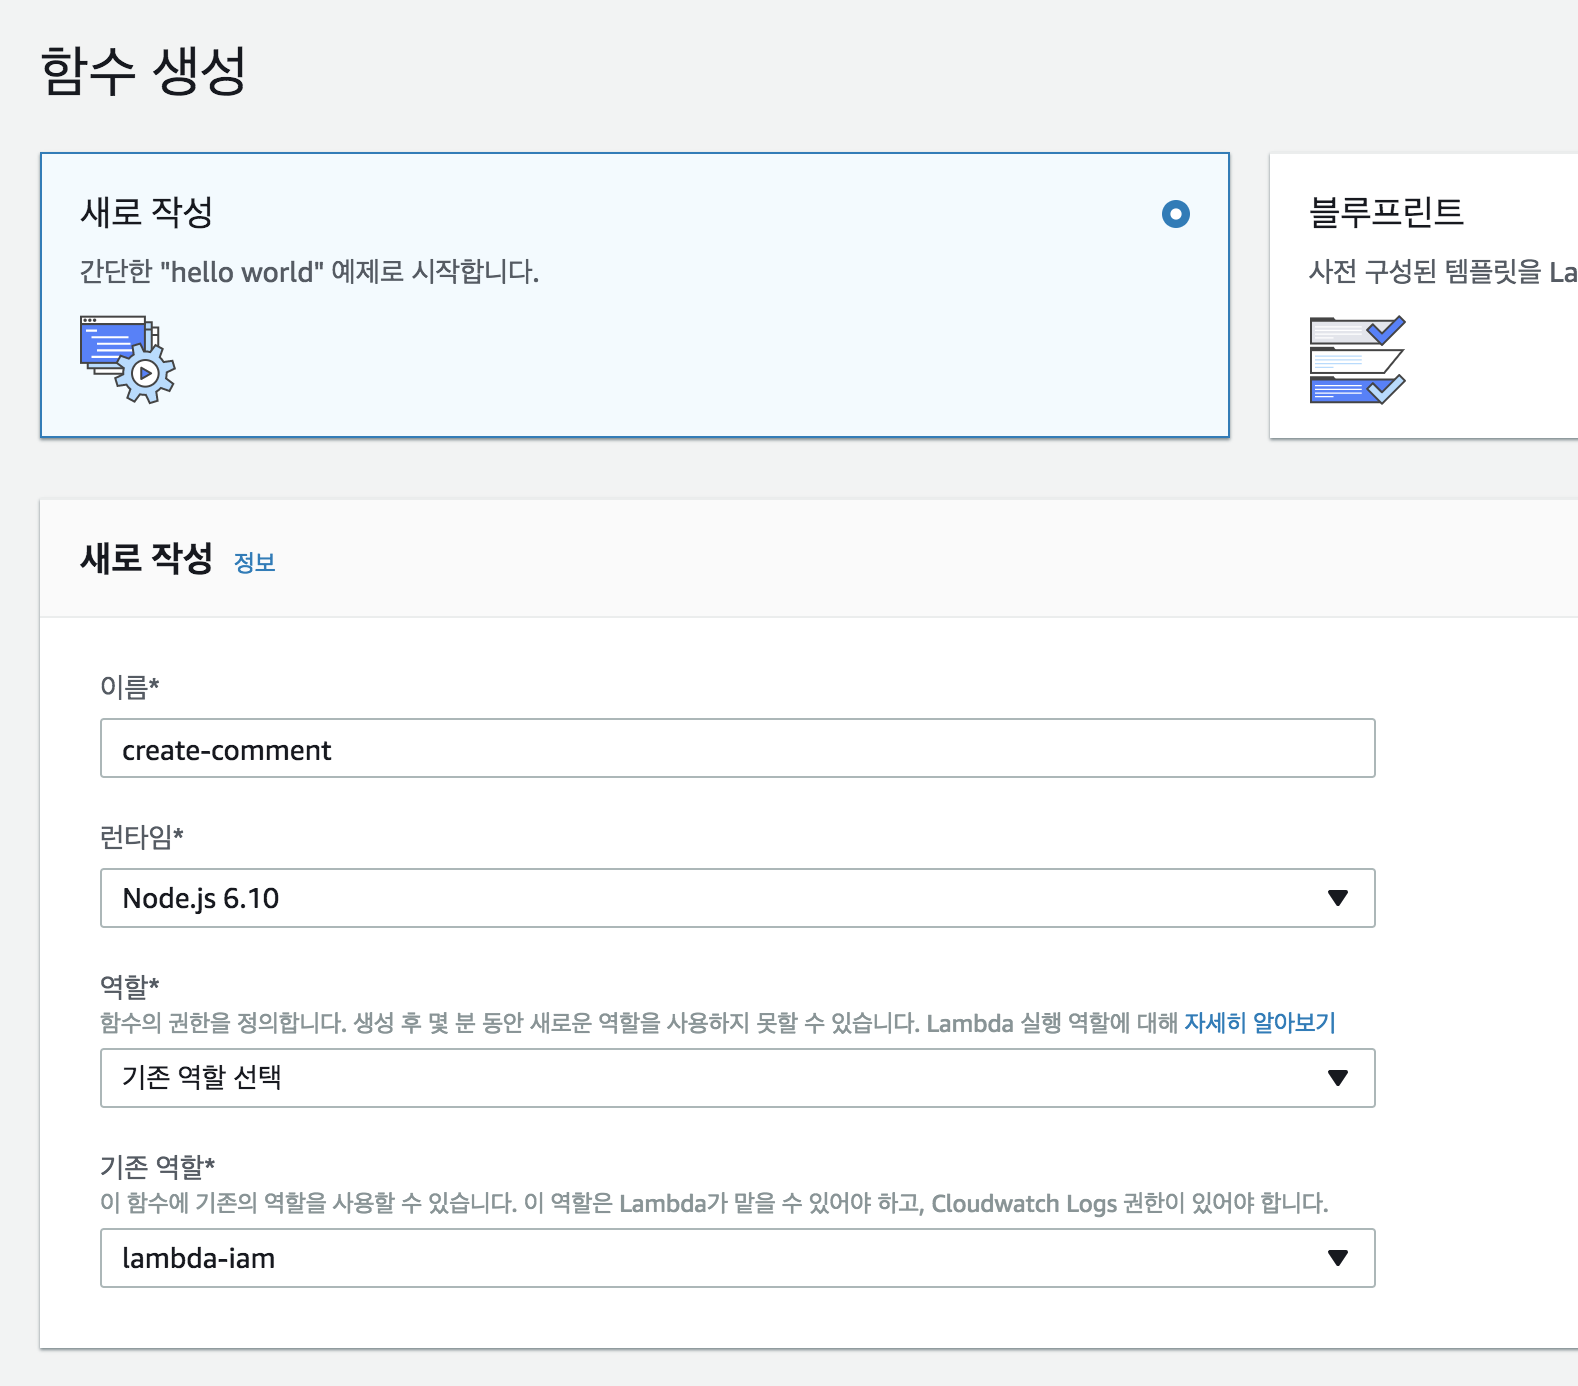 함수 생성
새로 작성
간단한 "hello world" 예제로 시작합니다.
블루프린트
사전 구성된 템플릿을 La
새로 작성 정보
이름*
create-comment
런타임*
Node.js 6.10
역할*
함수의 권한을 정의합니다. 생성 후 몇 분 동안 새로운 역할을 사용하지 못할 수 있습니다. Lambda 실행 역할에 대해 자세히 알아보기
기존 역할 선택
기존 역할*
이 함수에 기존의 역할을 사용할 수 있습니다. 이 역할은 Lambda가 맡을 수 있어야 하고, Cloudwatch Logs 권한이 있어야 합니다.
lambda-iam